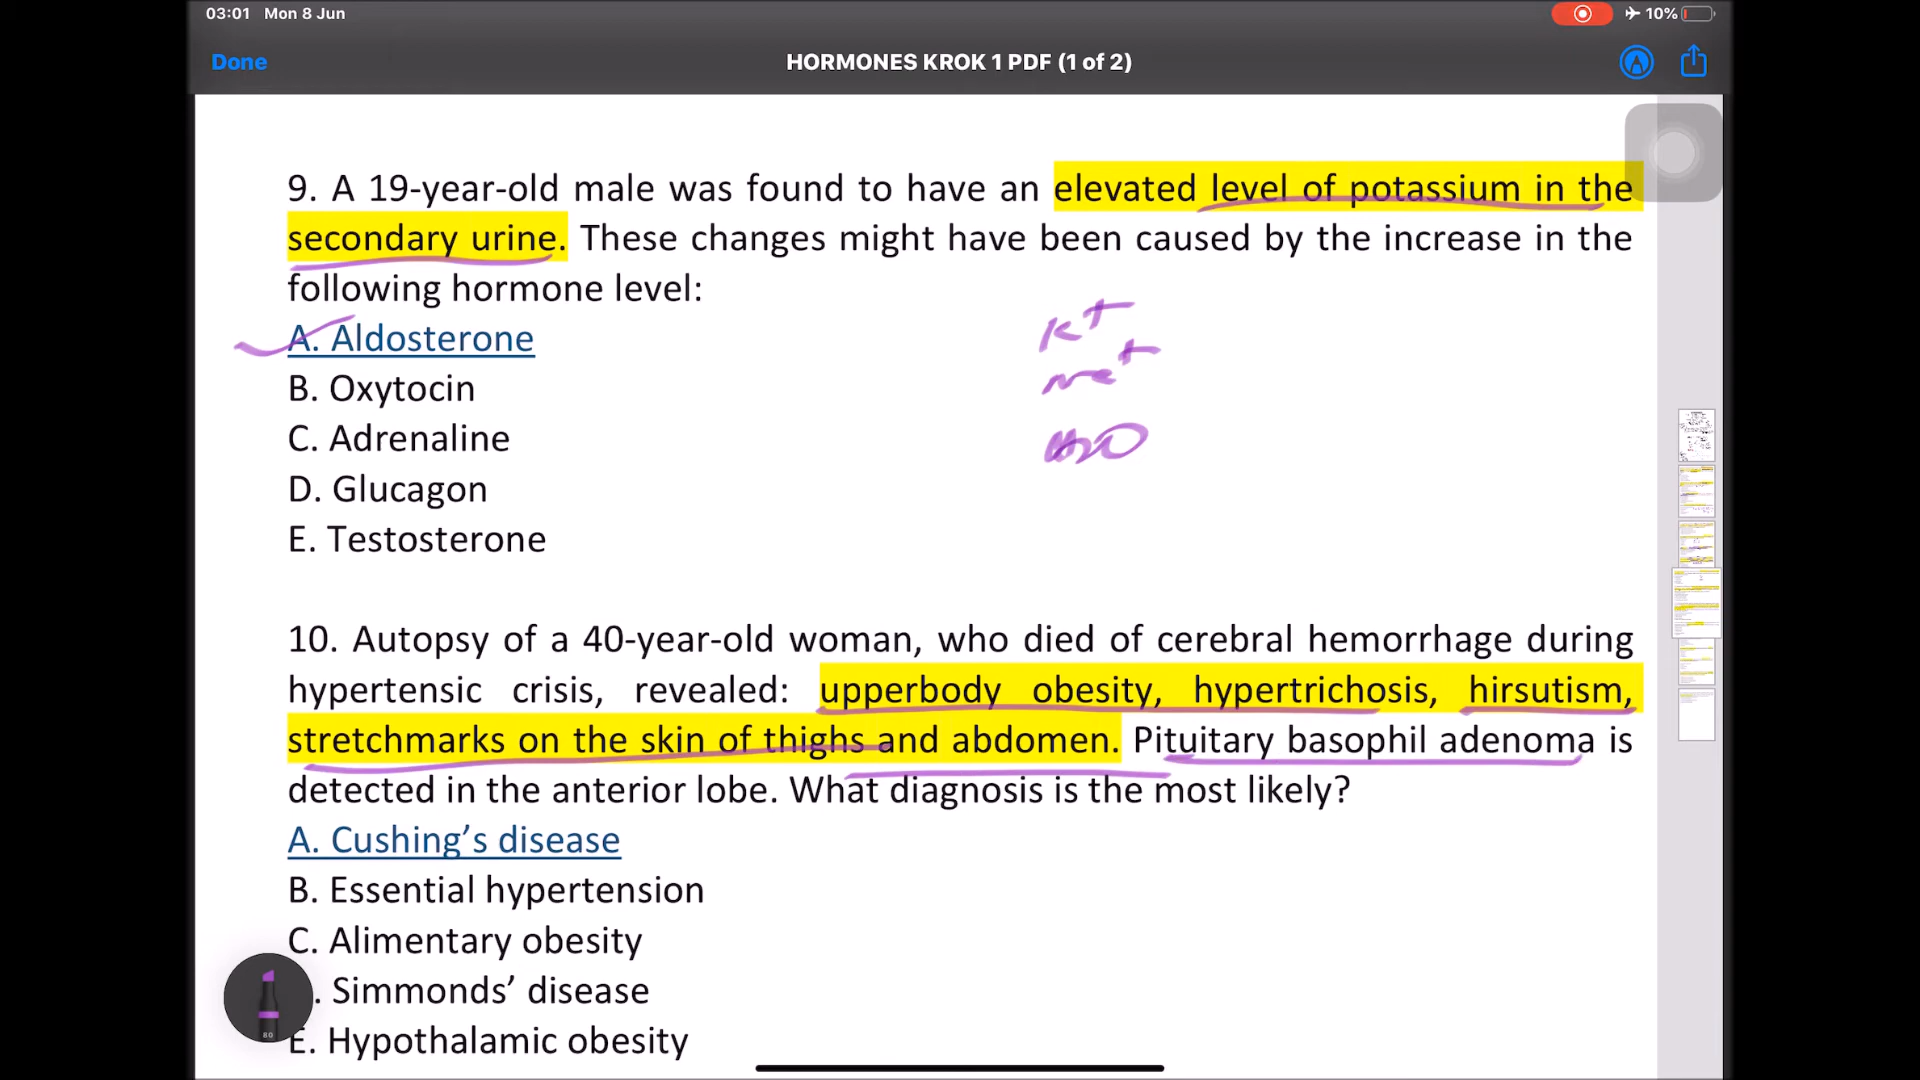 03:01 Mon 8 Jun
10%
Done
HORMONES KROK 1 PDF (1 of 2)
9. A 19-year-old male was found to have an elevated level of potassium in the
secondary urine. These changes might have been caused by the increase in the
following hormone level:
A. Aldosterone
K+
B. Oxytocin
Na+
C. Adrenaline
H2O
D. Glucagon
E. Testosterone
10. Autopsy of a 40-year-old woman, who died of cerebral hemorrhage during
hypertensic crisis, revealed: upperbody obesity, hypertrichosis, hirsutism,
stretchmarks on the skin of thighs and abdomen. Pituitary basophil adenoma is
detected in the anterior lobe. What diagnosis is the most likely?
A. Cushing’s disease
B. Essential hypertension
C. Alimentary obesity
. Simmonds’ disease
E. Hypothalamic obesity
80